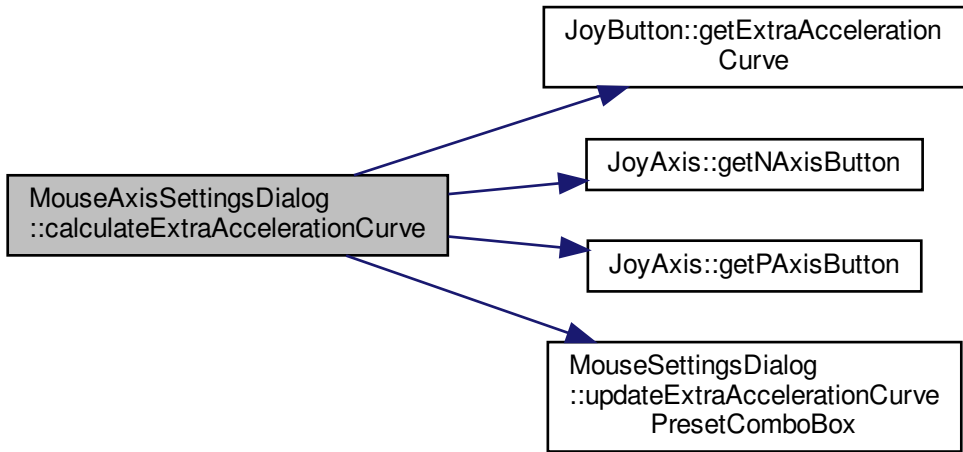 MouseAxisSettingsDialog
::calculateExtraAccelerationCurve
JoyButton::getExtraAcceleration
Curve
JoyAxis::getNAxisButton
JoyAxis::getPAxisButton
MouseSettingsDialog
::updateExtraAccelerationCurve
PresetComboBox